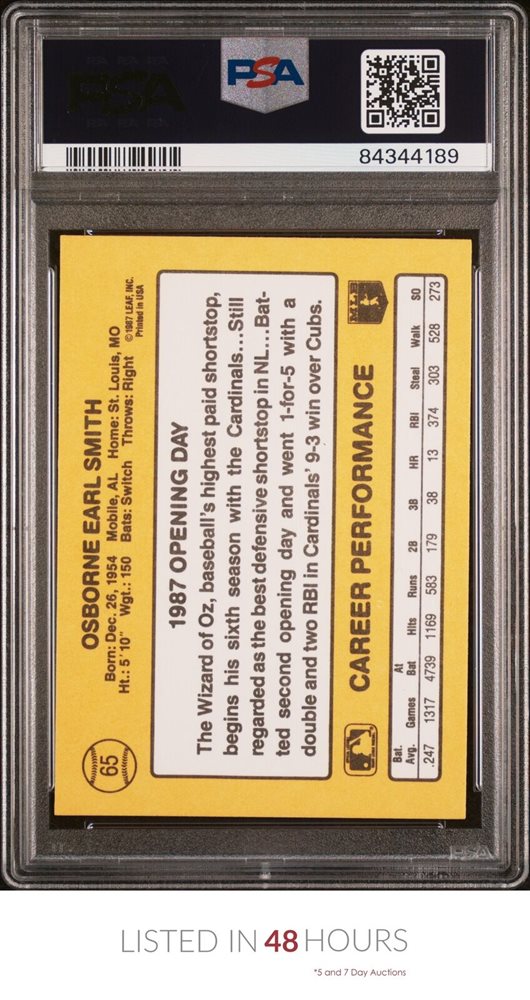 PSA
PSA
84344189
65
OSBORNE EARL SMITH
Born: Dec. 26, 1954 Mobile, AL Home: St. Louis, MO
Ht.: 5'10" Wgt.: 150 Bats: Switch Throws: Right
©1987 LEAF, INC.
Printed in USA
1987 OPENING DAY
The Wizard of Oz, baseball's highest paid shortstop,
begins his sixth season with the Cardinals...Still
regarded as the best defensive shortstop in NL...Bat-
ted second opening day and went 1-for-5 with a
double and two RBI in Cardinals' 9-3 win over Cubs.
CAREER PERFORMANCE
MLB
Bat. Avg. Games At Bat Hits Runs 2B 3B HR RBI Steal Walk SO
.247 1317 4739 1169 583 179 38 13 374 303 528 273
PSA
LISTED IN 48 HOURS
*5 and 7 Day Auctions